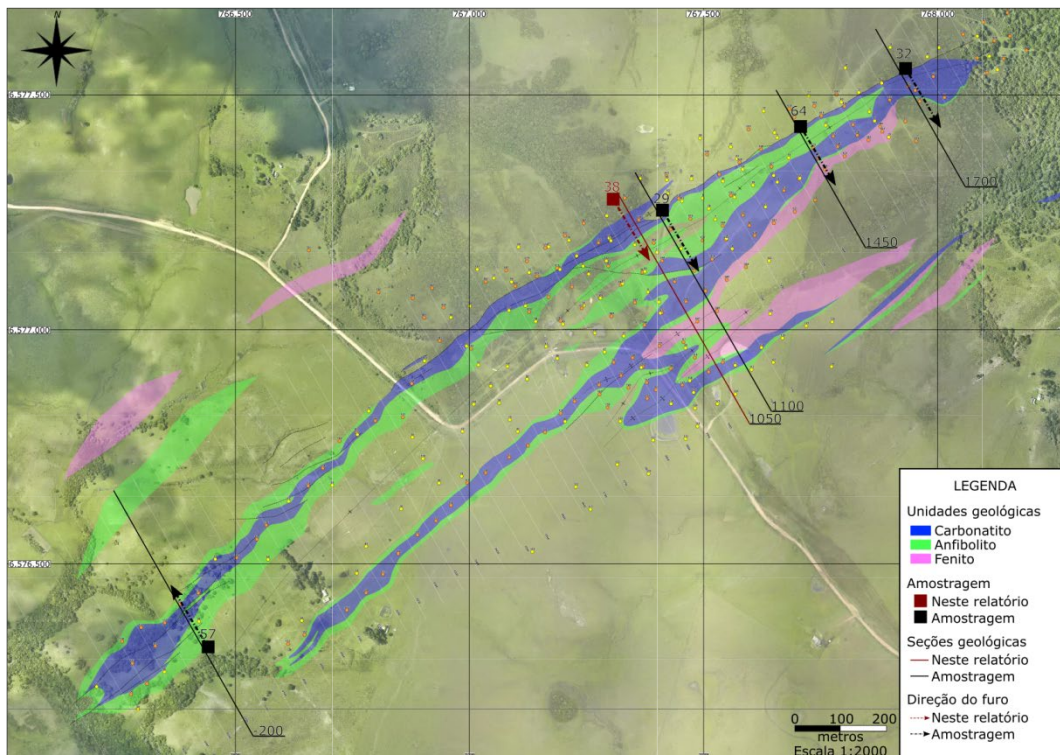 766.500
767.000
767.500
768.000
N
6.577.500
6.577.000
6.576.500
32
64
38
29
57
1700
1450
1100
1050
-200
LEGENDA
Unidades geológicas
Carbonatito
Anfibolito
Fenito
Amostragem
Neste relatório
Amostragem
Seções geológicas
Neste relatório
Amostragem
Direção do furo
Neste relatório
Amostragem
0 100 200
metros
Escala 1:2000